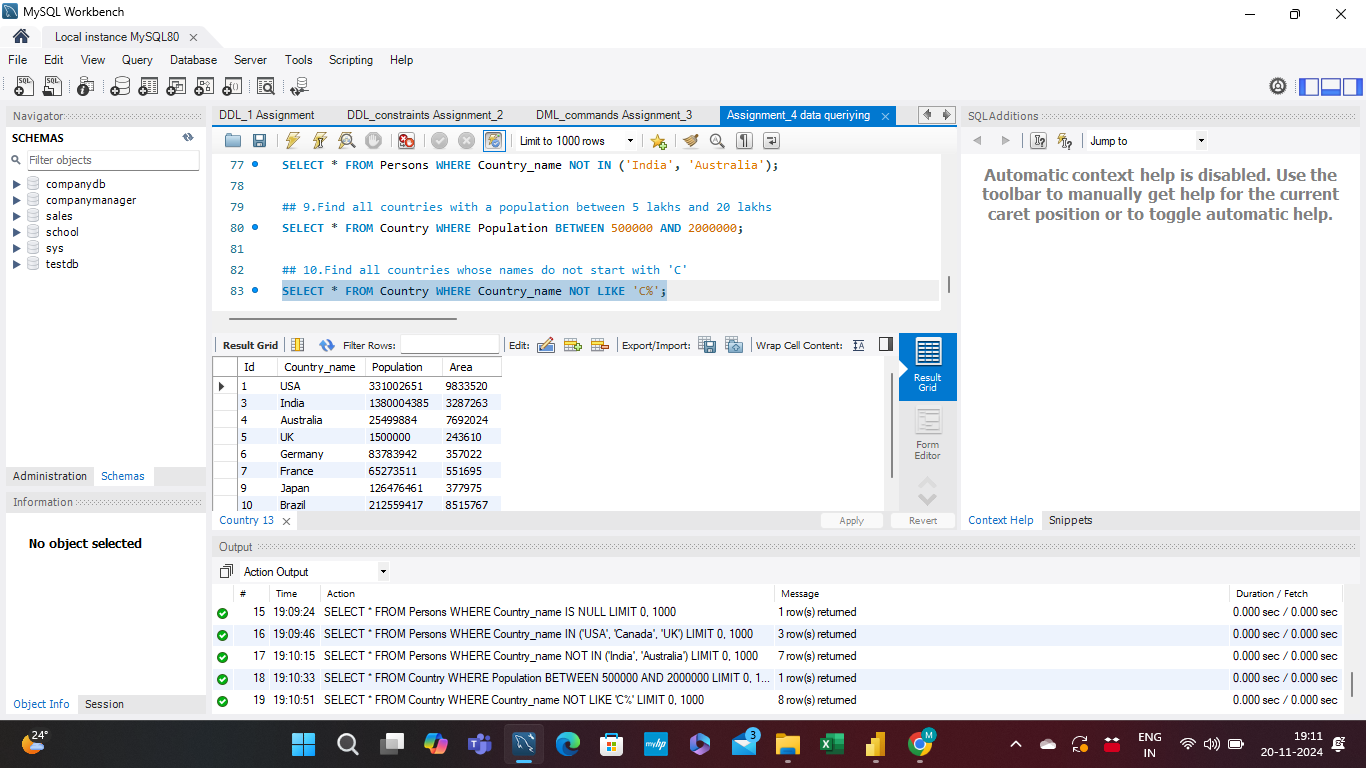 MySQL Workbench
Local instance MySQL80
File Edit View Query Database Server Tools Scripting Help
Navigator
SCHEMAS
Filter objects
companydb
companymanager
sales
school
sys
testdb
Administration Schemas
Information
No object selected
Object Info Session
DDL_1 Assignment DDL_constraints Assignment_2 DML_commands Assignment_3 Assignment_4 data queriying
Limit to 1000 rows
77 SELECT * FROM Persons WHERE Country_name NOT IN ('India', 'Australia');
78
79 ## 9.Find all countries with a population between 5 lakhs and 20 lakhs
80 SELECT * FROM Country WHERE Population BETWEEN 500000 AND 2000000;
81
82 ## 10.Find all countries whose names do not start with 'C'
83 SELECT * FROM Country WHERE Country_name NOT LIKE 'C%';
Result Grid Filter Rows: Edit: Export/Import: Wrap Cell Content:
Id Country_name Population Area
1 USA 331002651 9833520
3 India 1380004385 3287263
4 Australia 25499884 7692024
5 UK 1500000 243610
6 Germany 83783942 357022
7 France 65273511 551695
9 Japan 126476461 377975
10 Brazil 212559417 8515767
Result
Grid
Form
Editor
Country 13 Apply Revert
SQLAdditions
Jump to
Automatic context help is disabled. Use the
toolbar to manually get help for the current
caret position or to toggle automatic help.
Context Help Snippets
Output
Action Output
# Time Action Message Duration / Fetch
15 19:09:24 SELECT * FROM Persons WHERE Country_name IS NULL LIMIT 0, 1000 1 row(s) returned 0.000 sec / 0.000 sec
16 19:09:46 SELECT * FROM Persons WHERE Country_name IN ('USA', 'Canada', 'UK') LIMIT 0, 1000 3 row(s) returned 0.000 sec / 0.000 sec
17 19:10:15 SELECT * FROM Persons WHERE Country_name NOT IN ('India', 'Australia') LIMIT 0, 1000 7 row(s) returned 0.000 sec / 0.000 sec
18 19:10:33 SELECT * FROM Country WHERE Population BETWEEN 500000 AND 2000000 LIMIT 0, 1... 1 row(s) returned 0.000 sec / 0.000 sec
19 19:10:51 SELECT * FROM Country WHERE Country_name NOT LIKE 'C%' LIMIT 0, 1000 8 row(s) returned 0.000 sec / 0.000 sec
24°
myhp
3
M
ENG
IN
19:11
20-11-2024